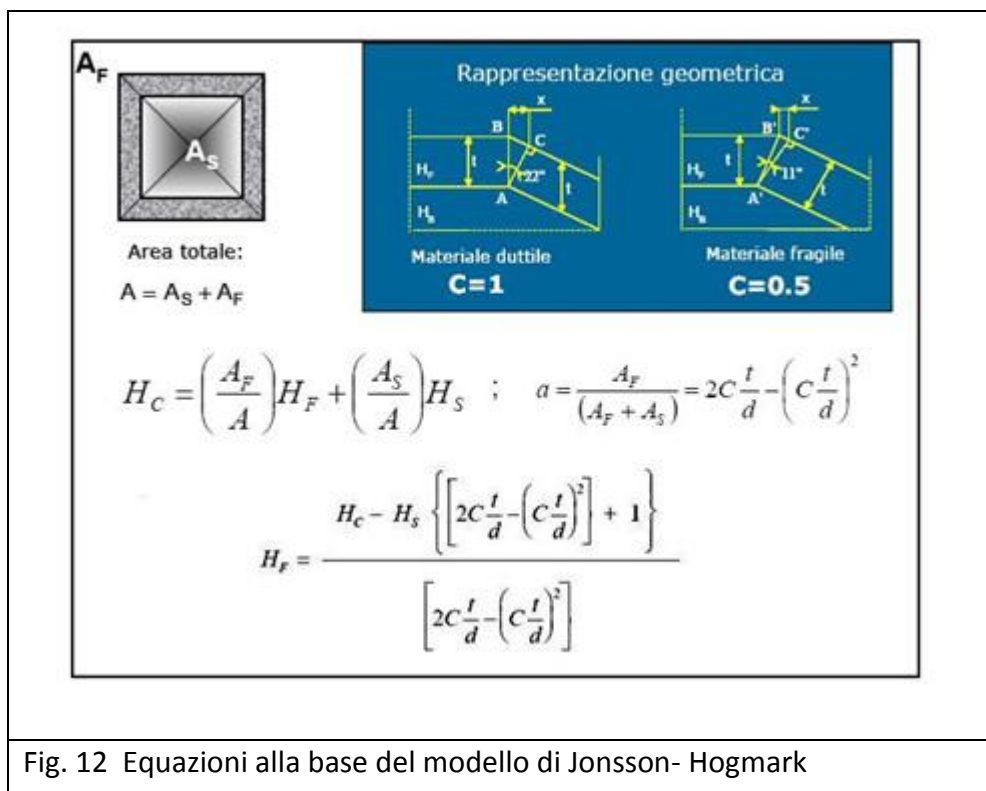 A_F
A_S
Area totale:
A = A_S + A_F
Rappresentazione geometrica
x
B
C
t
H_F
22°
t
A
H_S
Materiale duttile
C=1
x
B'
C'
t
H_F
11°
t
A'
H_S
Materiale fragile
C=0.5
H_C = (A_F / A) H_F + (A_S / A) H_S ; a = A_F / (A_F + A_S) = 2C t/d − (C t/d)²
H_F = H_C − H_S {[2C t/d − (C t/d)²] + 1} / [2C t/d − (C t/d)²]
Fig. 12 Equazioni alla base del modello di Jonsson- Hogmark